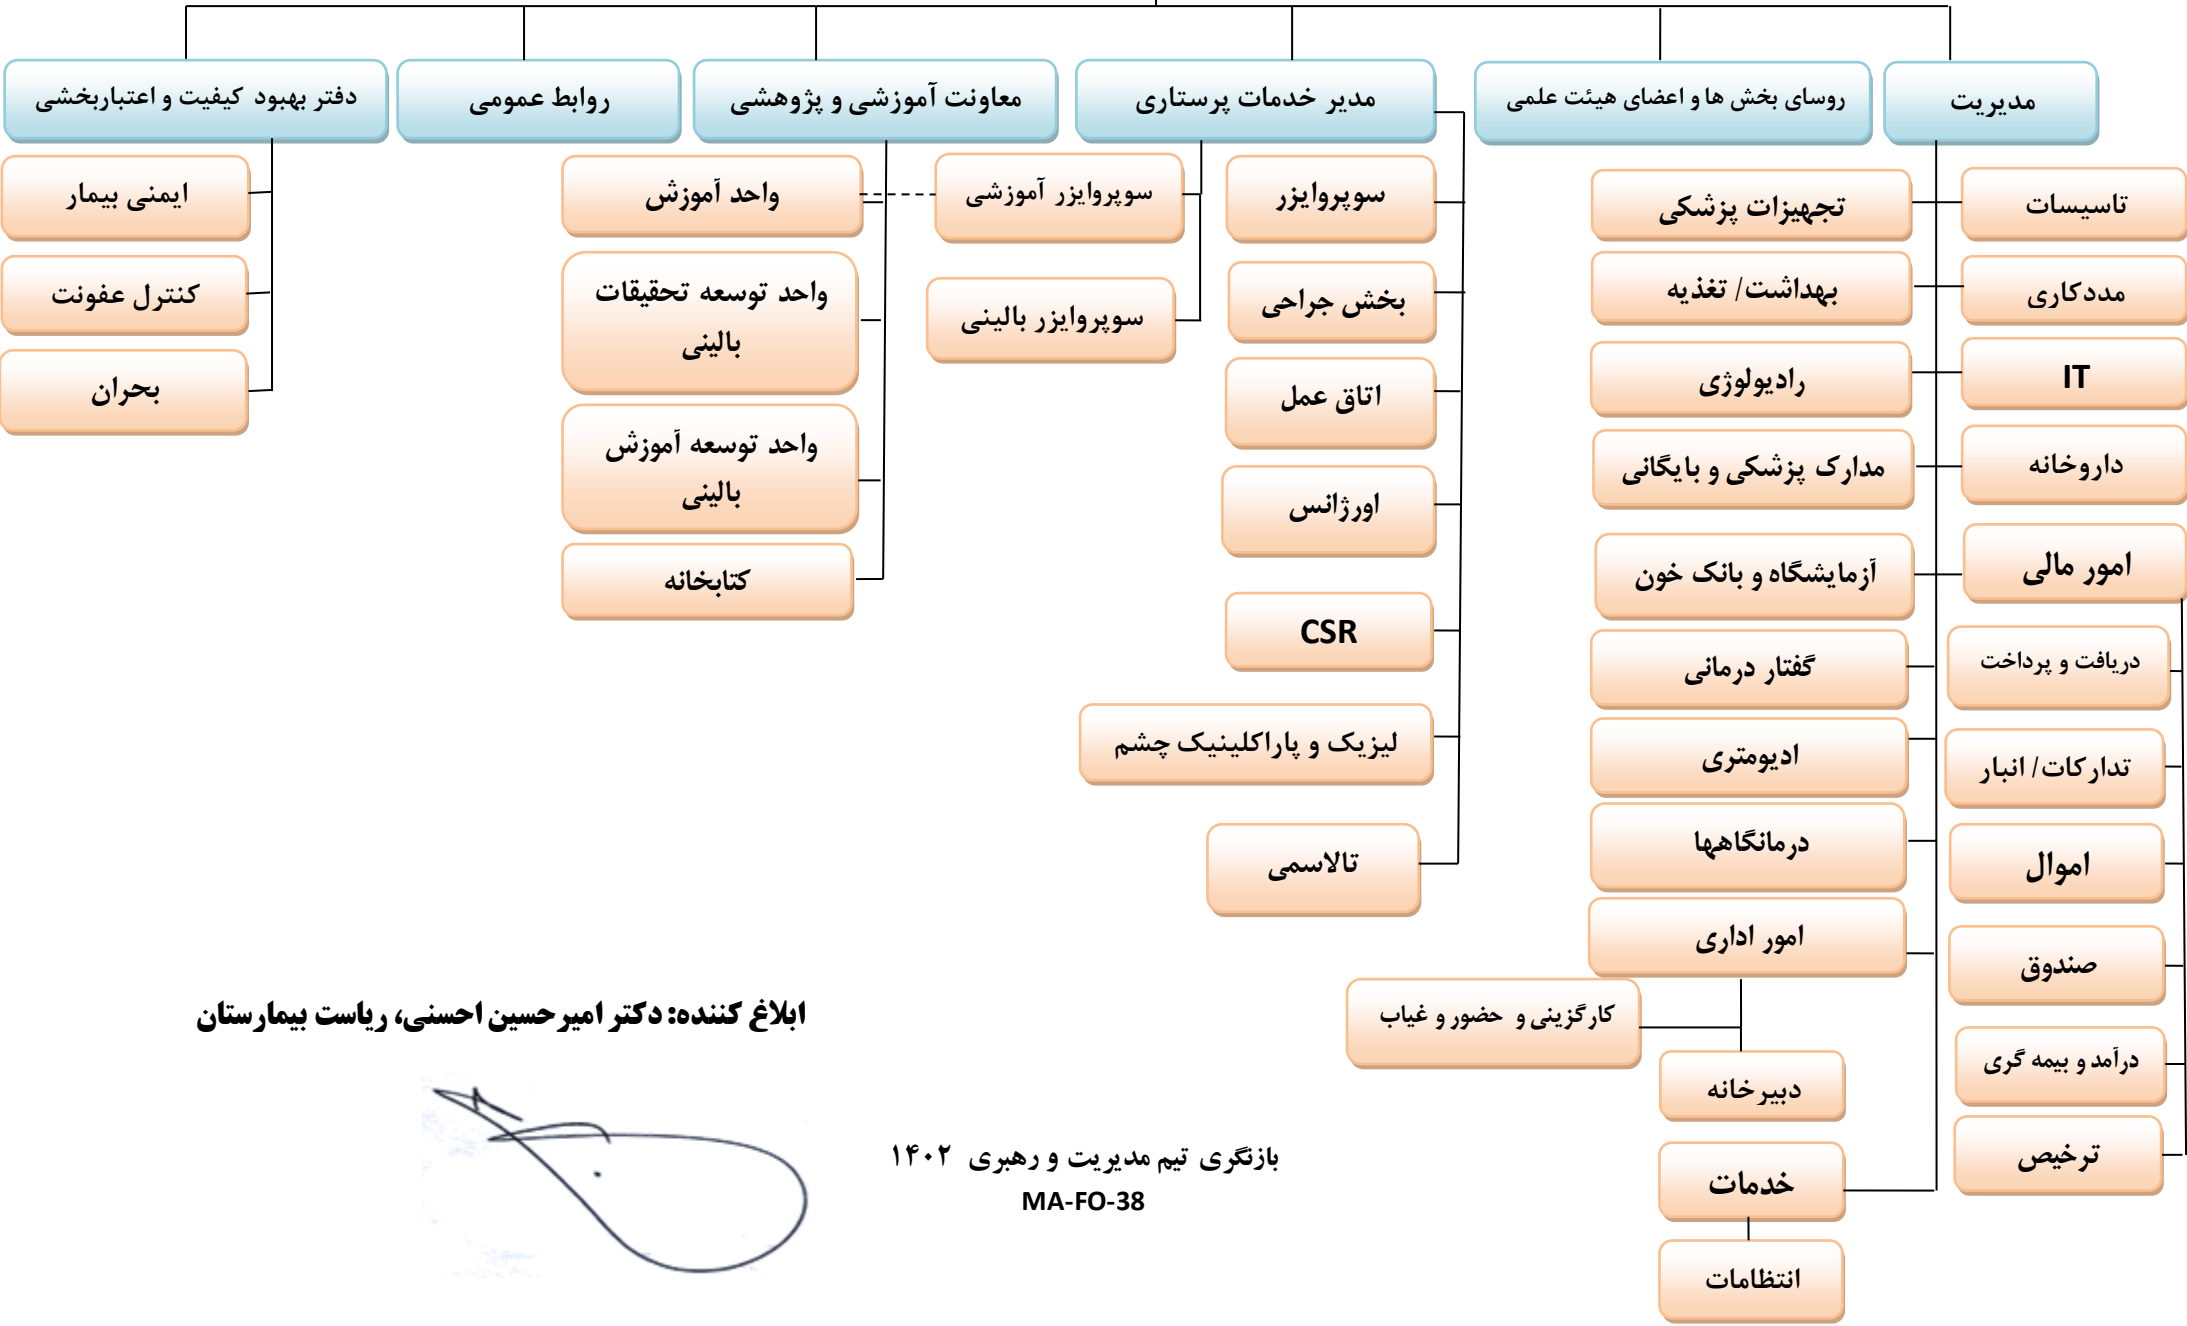 مدیریت
روسای بخش ها و اعضای هیئت علمی
مدیر خدمات پرستاری
معاونت آموزشی و پژوهشی
روابط عمومی
دفتر بهبود کیفیت و اعتباربخشی
تاسیسات
مددکاری
IT
داروخانه
امور مالی
دریافت و پرداخت
تدارکات/ انبار
اموال
صندوق
درآمد و بیمه گری
ترخیص
تجهیزات پزشکی
بهداشت/ تغذیه
رادیولوژی
مدارک پزشکی و بایگانی
آزمایشگاه و بانک خون
گفتار درمانی
ادیومتری
درمانگاهها
امور اداری
کارگزینی و حضور و غیاب
دبیرخانه
خدمات
انتظامات
سوپروایزر
بخش جراحی
اتاق عمل
اورژانس
CSR
لیزیک و پاراکلینیک چشم
تالاسمی
سوپروایزر آموزشی
سوپروایزر بالینی
واحد آموزش
واحد توسعه تحقیقات
بالینی
واحد توسعه آموزش
بالینی
کتابخانه
ایمنی بیمار
کنترل عفونت
بحران
ابلاغ کننده: دکتر امیرحسین احسنی، ریاست بیمارستان
بازنگری تیم مدیریت و رهبری ۱۴۰۲
MA-FO-38